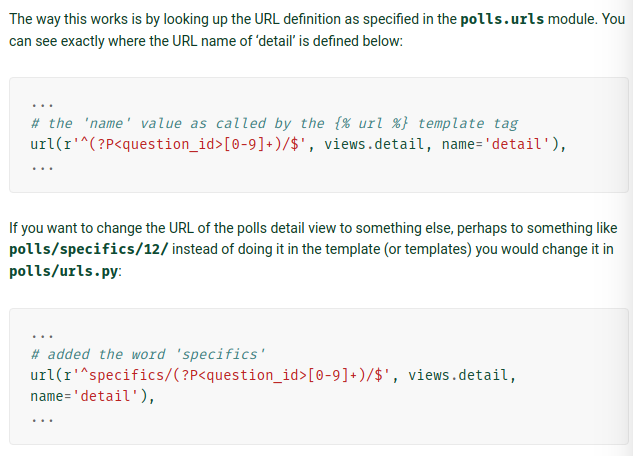 The way this works is by looking up the URL definition as specified in the polls.urls module. You
can see exactly where the URL name of ‘detail’ is defined below:
...
# the 'name' value as called by the {% url %} template tag
url(r'^(?P<question_id>[0-9]+)/$', views.detail, name='detail'),
...
If you want to change the URL of the polls detail view to something else, perhaps to something like
polls/specifics/12/ instead of doing it in the template (or templates) you would change it in
polls/urls.py:
...
# added the word 'specifics'
url(r'^specifics/(?P<question_id>[0-9]+)/$', views.detail,
name='detail'),
...